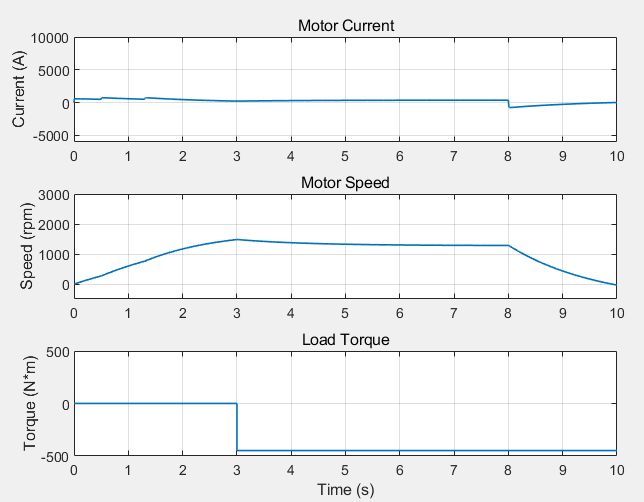 Motor Current
Current (A)
10000
5000
0
-5000
0 1 2 3 4 5 6 7 8 9 10
Motor Speed
Speed (rpm)
3000
2000
1000
0
0 1 2 3 4 5 6 7 8 9 10
Load Torque
Torque (N*m)
500
0
-500
0 1 2 3 4 5 6 7 8 9 10
Time (s)